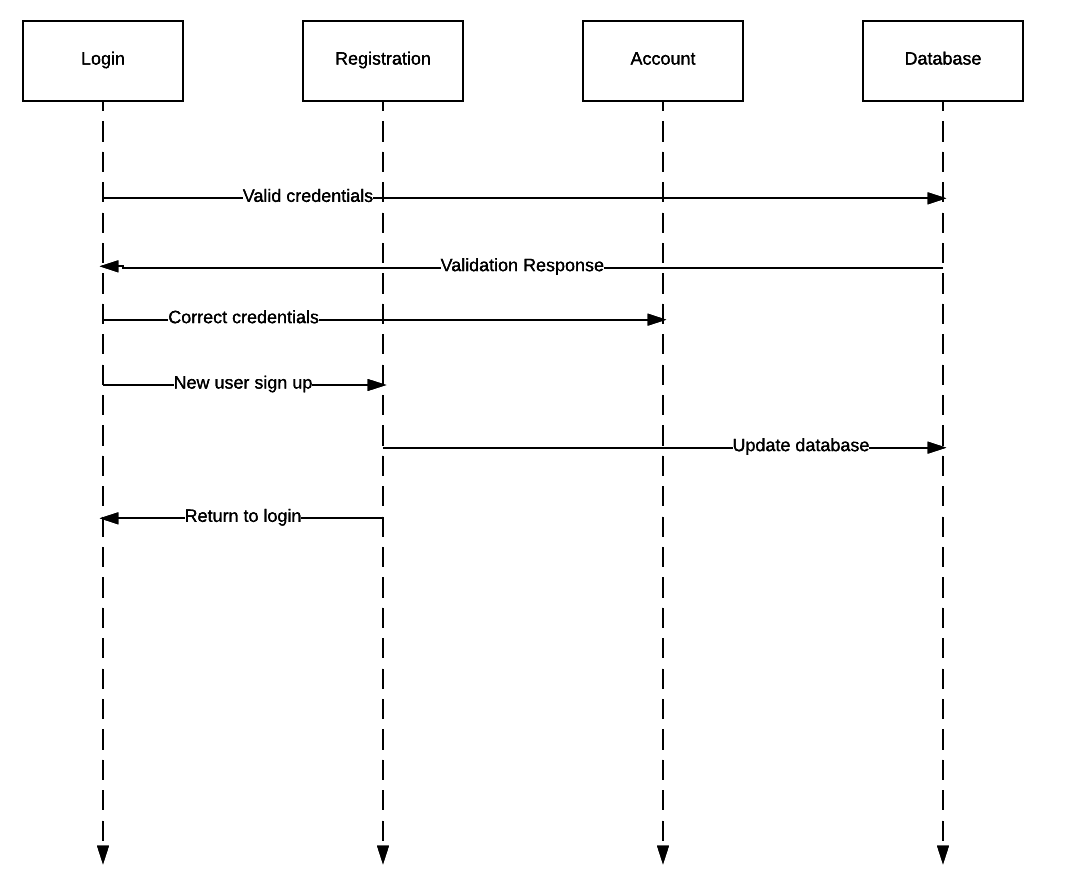 Login
Registration
Account
Database
Valid credentials
Validation Response
Correct credentials
New user sign up
Update database
Return to login